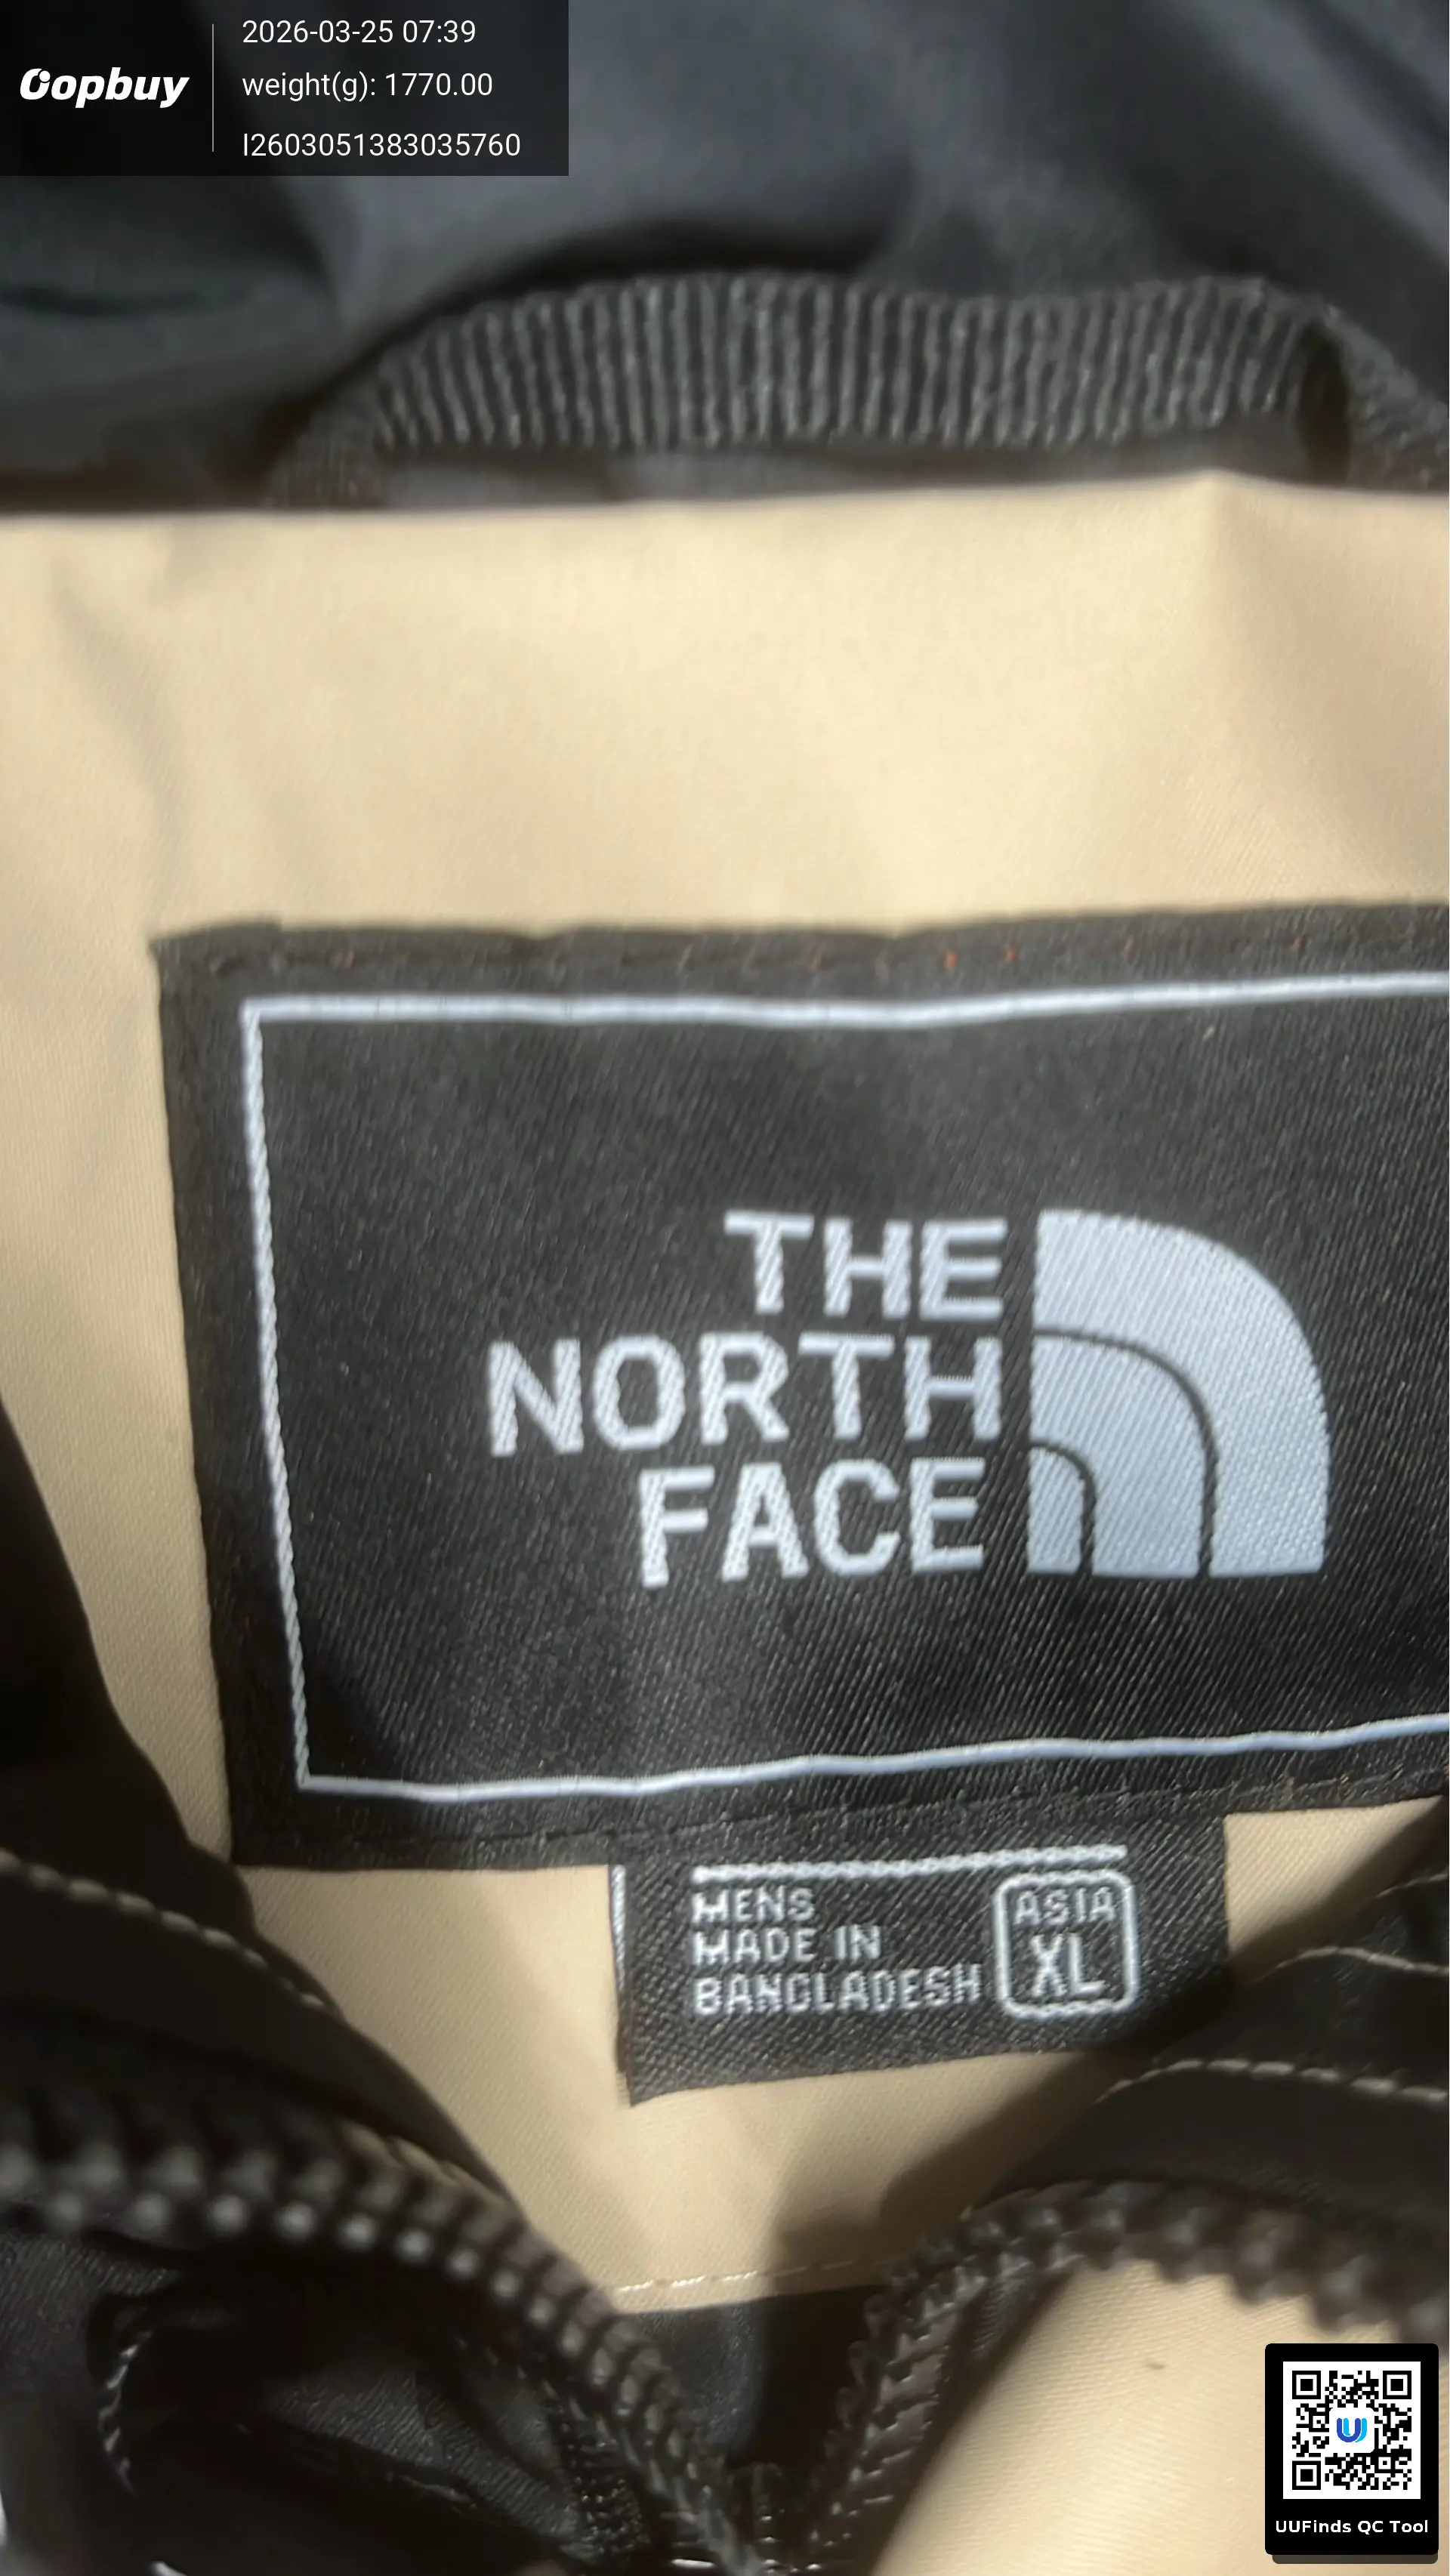 Oopbuy
2026-03-25 07:39
weight(g): 1770.00
I2603051383035760
THE
NORTH
FACE
MENS
MADE IN
BANGLADESH
ASIA
XL
UUFinds QC Tool